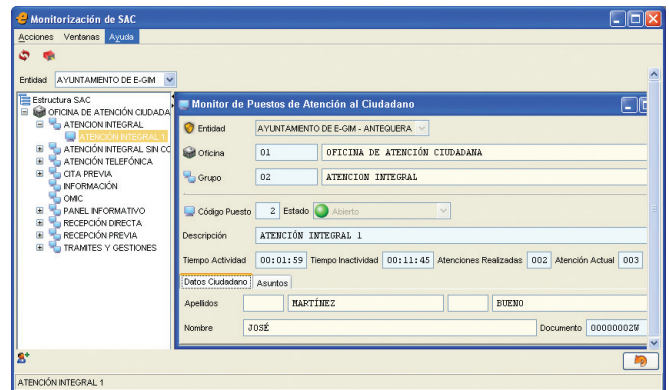 Monitorización de SAC
Acciones Ventanas Ayuda
Entidad AYUNTAMIENTO DE E-GIM
Estructura SAC
OFICINA DE ATENCIÓN CIUDADA
ATENCION INTEGRAL
ATENCIÓN INTEGRAL 1
ATENCIÓN INTEGRAL SIN CO
ATENCIÓN TELEFÓNICA
CITA PREVIA
INFORMACIÓN
OMIC
PANEL INFORMATIVO
RECEPCIÓN DIRECTA
RECEPCIÓN PREVIA
TRAMITES Y GESTIONES
Monitor de Puestos de Atención al Ciudadano
Entidad AYUNTAMIENTO DE E-GIM - ANTEQUERA
Oficina 01 OFICINA DE ATENCIÓN CIUDADANA
Grupo 02 ATENCION INTEGRAL
Código Puesto 2 Estado Abierto
Descripción ATENCIÓN INTEGRAL 1
Tiempo Actividad 00:01:59 Tiempo Inactividad 00:11:45 Atenciones Realizadas 002 Atención Actual 003
Datos Ciudadano Asuntos
Apellidos MARTÍNEZ BUENO
Nombre JOSÉ Documento 00000002W
ATENCIÓN INTEGRAL 1